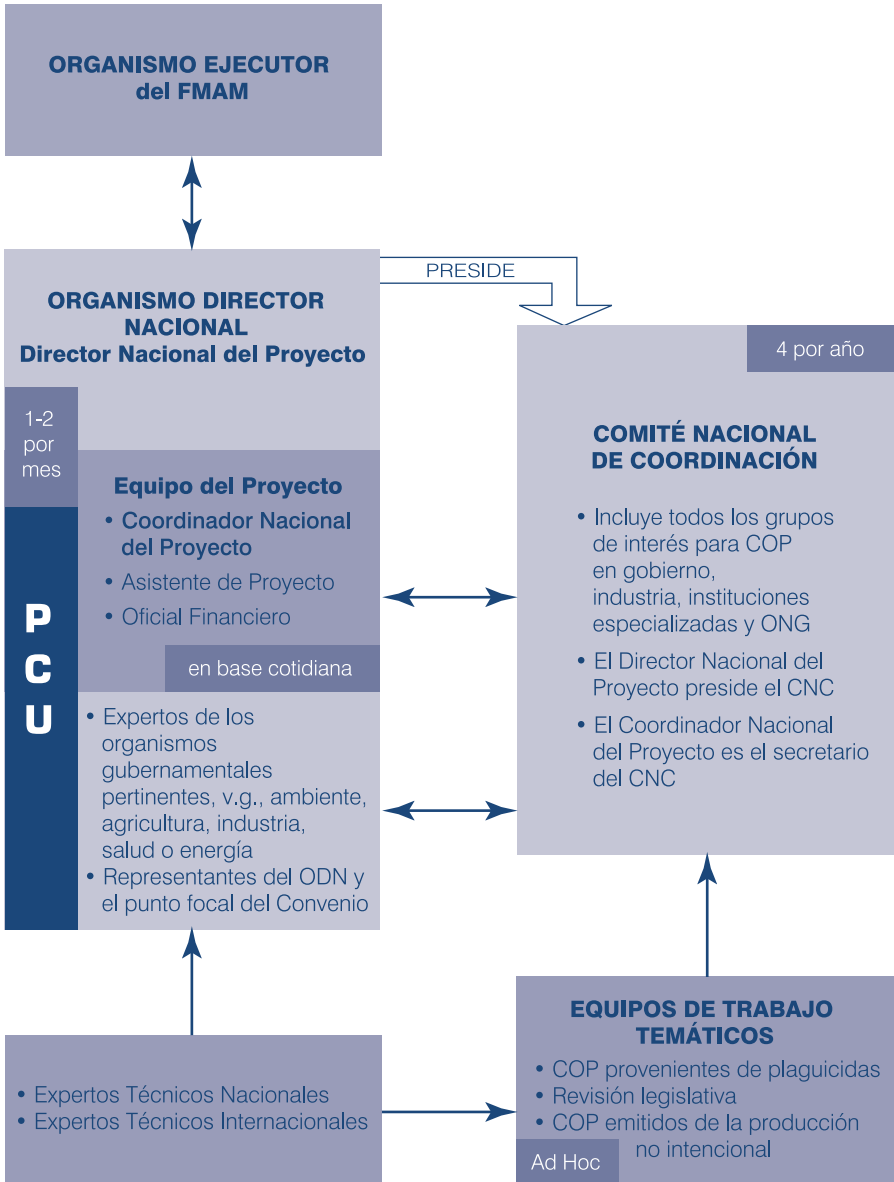 ORGANISMO EJECUTOR
del FMAM
ORGANISMO DIRECTOR
NACIONAL
Director Nacional del Proyecto
PRESIDE
1-2
por
mes
P
C
U
Equipo del Proyecto
• Coordinador Nacional
del Proyecto
• Asistente de Proyecto
• Oficial Financiero
en base cotidiana
• Expertos de los
organismos
gubernamentales
pertinentes, v.g., ambiente,
agricultura, industria,
salud o energía
• Representantes del ODN y
el punto focal del Convenio
4 por año
COMITÉ NACIONAL
DE COORDINACIÓN
• Incluye todos los grupos
de interés para COP
en gobierno,
industria, instituciones
especializadas y ONG
• El Director Nacional del
Proyecto preside el CNC
• El Coordinador Nacional
del Proyecto es el secretario
del CNC
• Expertos Técnicos Nacionales
• Expertos Técnicos Internacionales
EQUIPOS DE TRABAJO
TEMÁTICOS
• COP provenientes de plaguicidas
• Revisión legislativa
• COP emitidos de la producción
no intencional
Ad Hoc